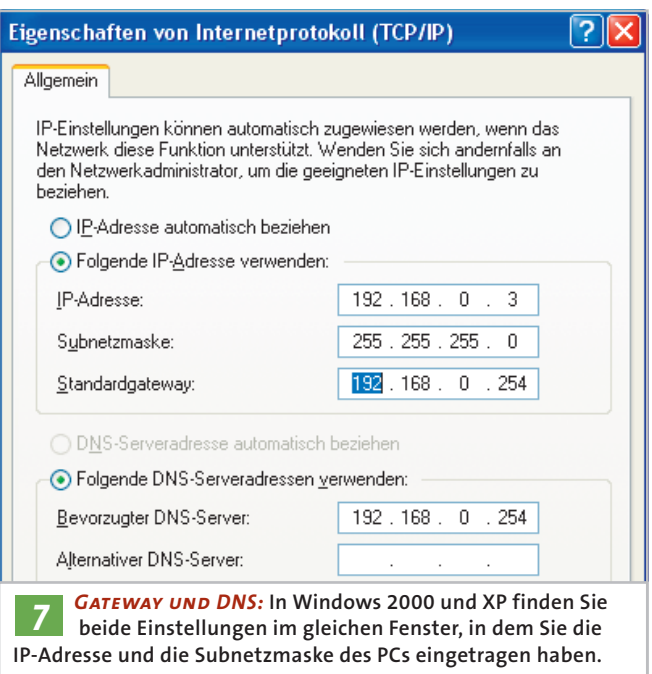 Eigenschaften von Internetprotokoll (TCP/IP)
Allgemein
IP-Einstellungen können automatisch zugewiesen werden, wenn das
Netzwerk diese Funktion unterstützt. Wenden Sie sich andernfalls an
den Netzwerkadministrator, um die geeigneten IP-Einstellungen zu
beziehen.
IP-Adresse automatisch beziehen
Folgende IP-Adresse verwenden:
IP-Adresse: 192 . 168 . 0 . 3
Subnetzmaske: 255 . 255 . 255 . 0
Standardgateway: 192 . 168 . 0 . 254
DNS-Serveradresse automatisch beziehen
Folgende DNS-Serveradressen verwenden:
Bevorzugter DNS-Server: 192 . 168 . 0 . 254
Alternativer DNS-Server: . . .
7 GATEWAY UND DNS: In Windows 2000 und XP finden Sie
beide Einstellungen im gleichen Fenster, in dem Sie die
IP-Adresse und die Subnetzmaske des PCs eingetragen haben.